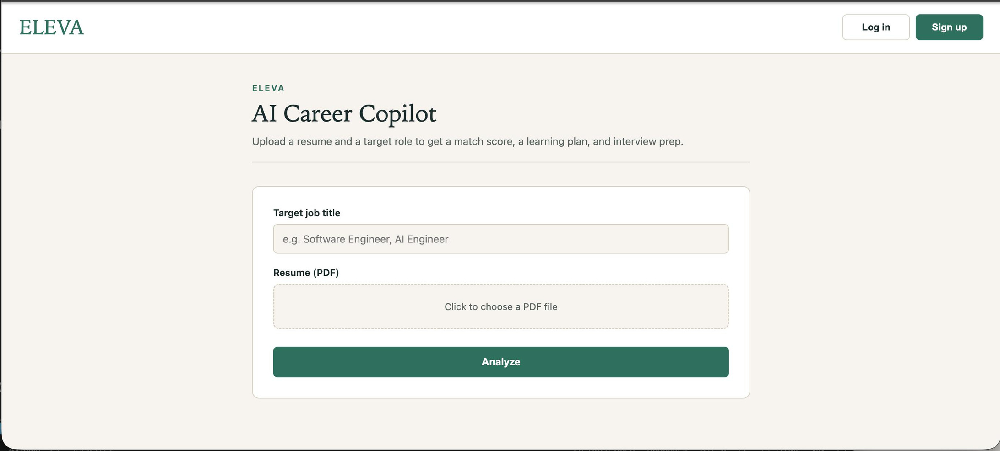 ELEVA
Log in
Sign up
ELEVA
AI Career Copilot
Upload a resume and a target role to get a match score, a learning plan, and interview prep.
Target job title
e.g. Software Engineer, AI Engineer
Resume (PDF)
Click to choose a PDF file
Analyze